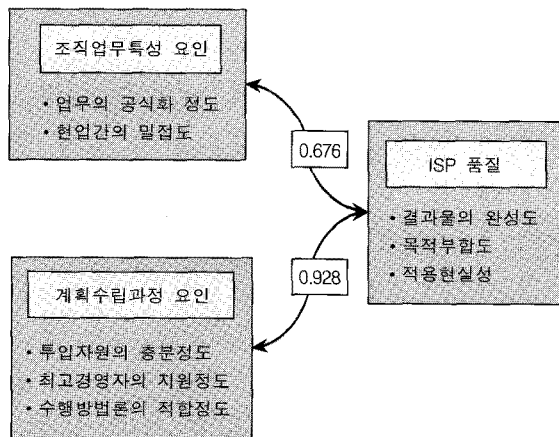 조직업무특성 요인
• 업무의 공식화 정도
• 현업간의 밀접도
0.676
ISP 품질
• 결과물의 완성도
• 목적부합도
• 적용현실성
0.928
계획수립과정 요인
• 투입자원의 충분정도
• 최고경영자의 지원정도
• 수행방법론의 적합정도